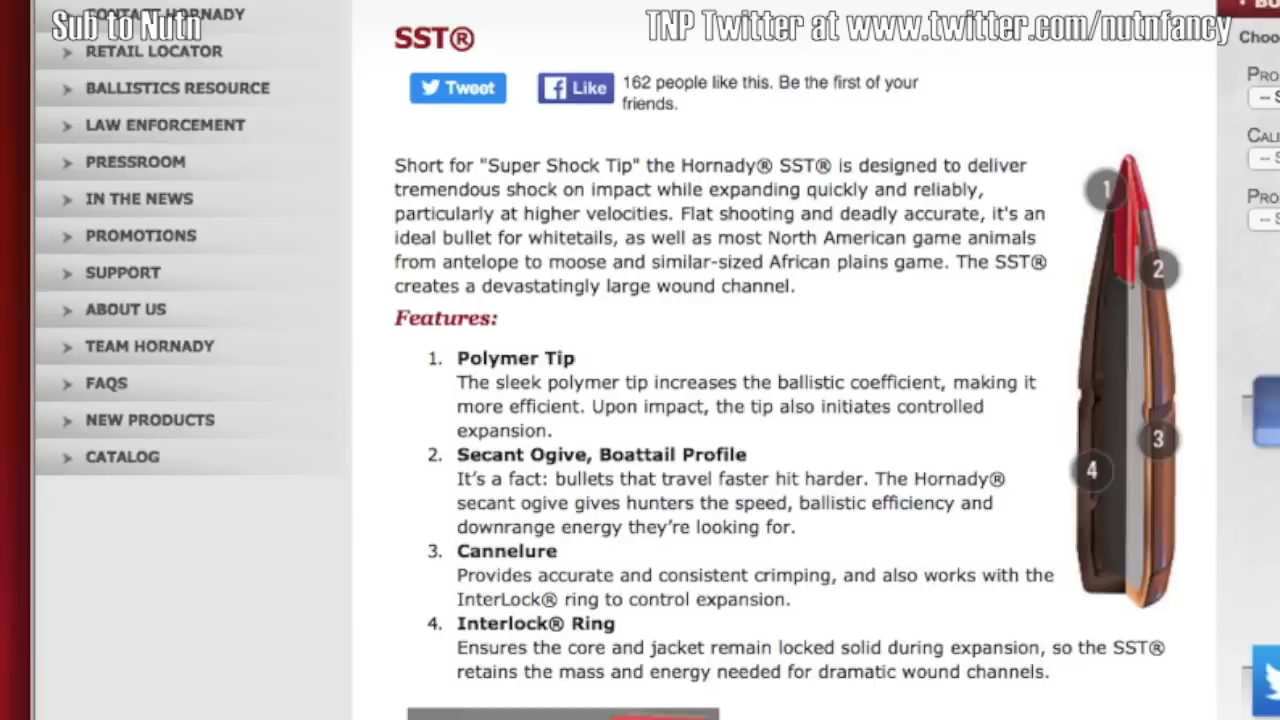 CONTACT HORNADY
Sub to Nutn
TNP Twitter at www.twitter.com/nutnfancy
RETAIL LOCATOR
BALLISTICS RESOURCE
LAW ENFORCEMENT
PRESSROOM
IN THE NEWS
PROMOTIONS
SUPPORT
ABOUT US
TEAM HORNADY
FAQS
NEW PRODUCTS
CATALOG
SST®
Tweet
Like
162 people like this. Be the first of your
friends.
Short for "Super Shock Tip" the Hornady® SST® is designed to deliver
tremendous shock on impact while expanding quickly and reliably,
particularly at higher velocities. Flat shooting and deadly accurate, it's an
ideal bullet for whitetails, as well as most North American game animals
from antelope to moose and similar-sized African plains game. The SST®
creates a devastatingly large wound channel.
Features:
1. Polymer Tip
The sleek polymer tip increases the ballistic coefficient, making it
more efficient. Upon impact, the tip also initiates controlled
expansion.
2. Secant Ogive, Boattail Profile
It's a fact: bullets that travel faster hit harder. The Hornady®
secant ogive gives hunters the speed, ballistic efficiency and
downrange energy they're looking for.
3. Cannelure
Provides accurate and consistent crimping, and also works with the
InterLock® ring to control expansion.
4. Interlock® Ring
Ensures the core and jacket remain locked solid during expansion, so the SST®
retains the mass and energy needed for dramatic wound channels.
1
2
3
4